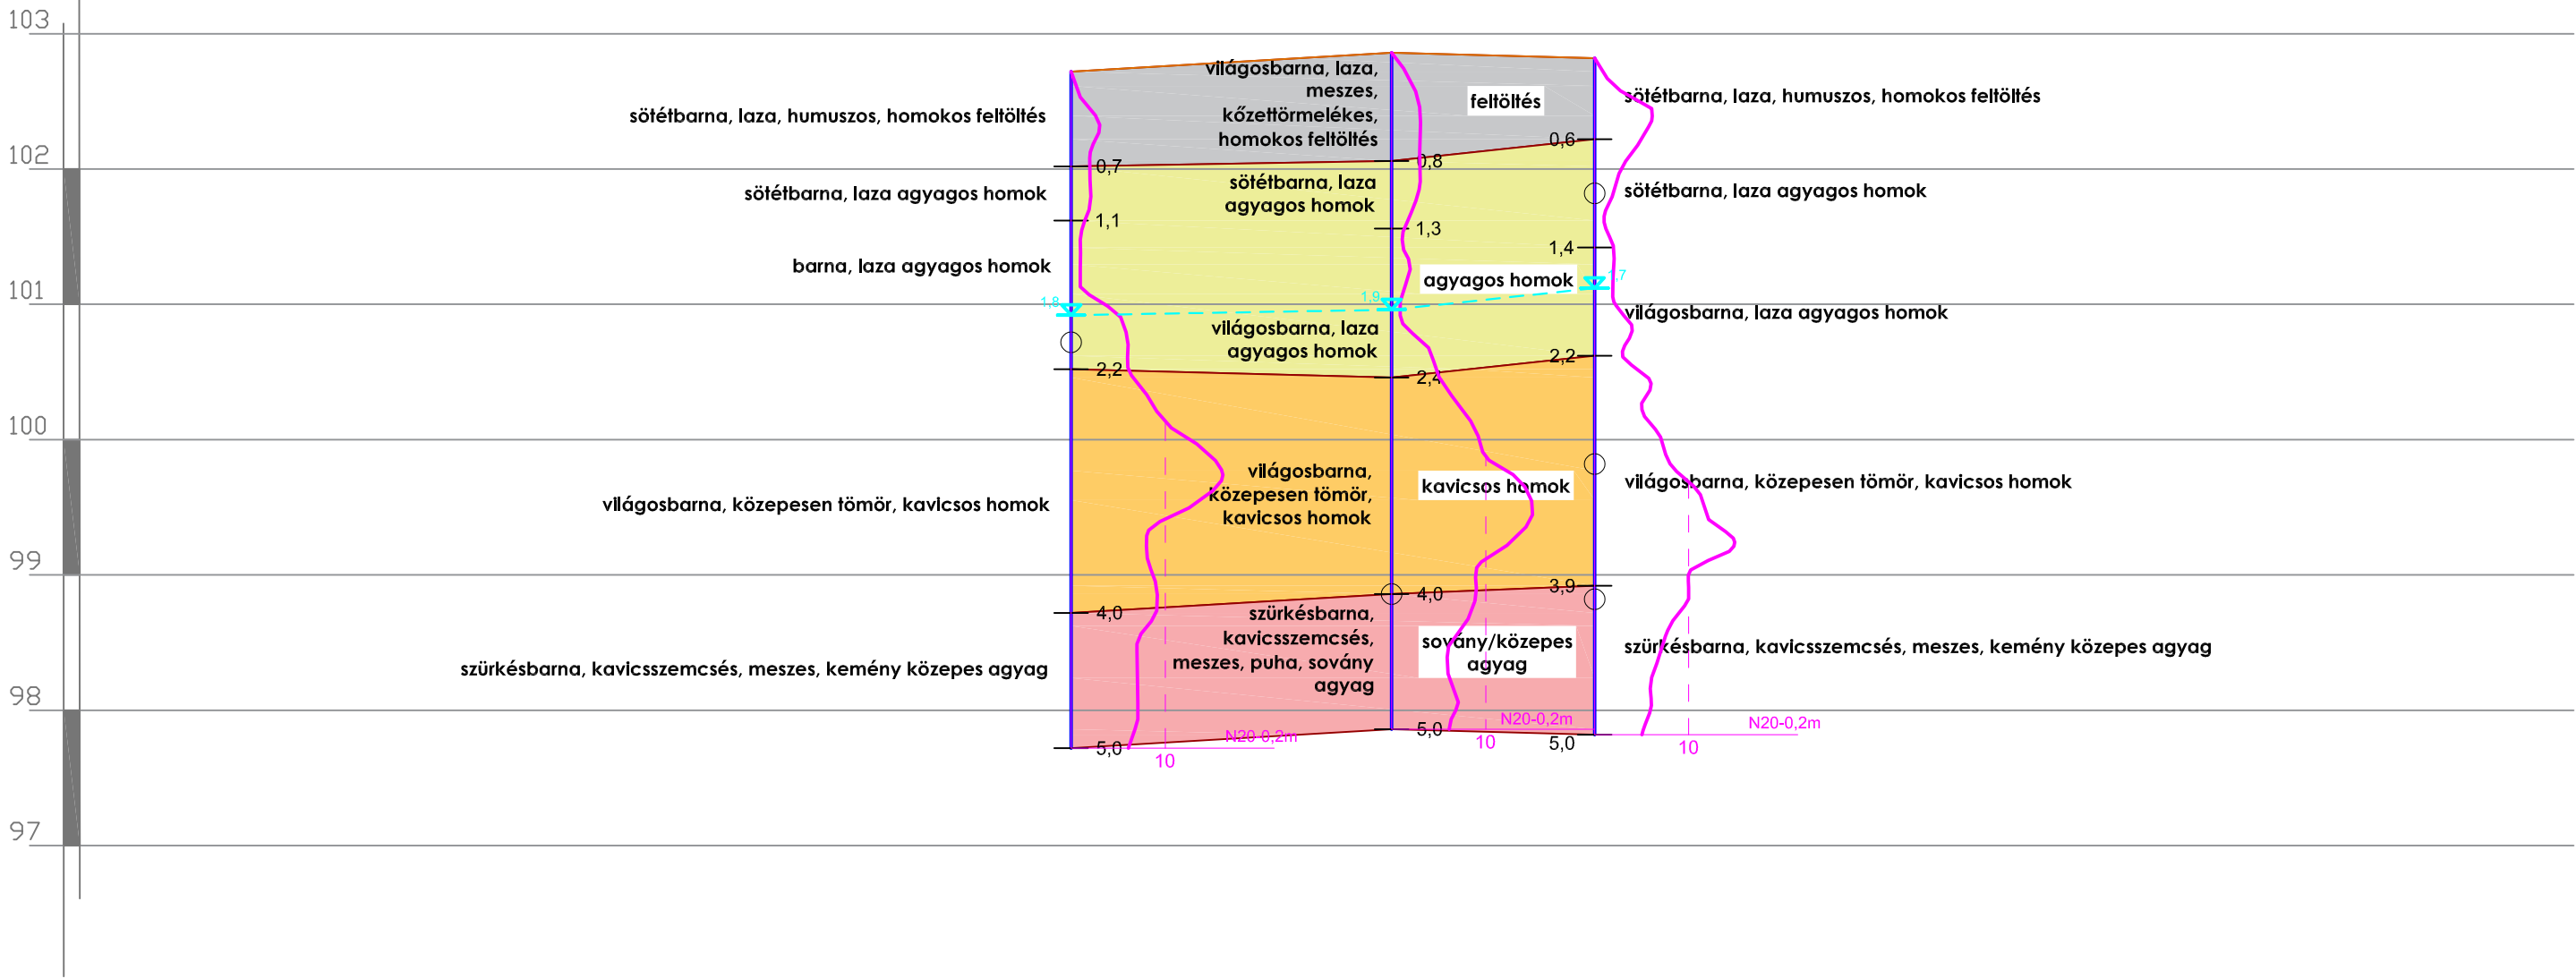 103
102
101
100
99
98
97
sötétbarna, laza, humuszos, homokos feltöltés
sötétbarna, laza agyagos homok
barna, laza agyagos homok
világosbarna, közepesen tömör, kavicsos homok
szürkésbarna, kavicsszemcsés, meszes, kemény közepes agyag
0,7
1,1
1,8
2,2
4,0
5,0
N20-0,2m
10
világosbarna, laza,
meszes,
kőzettörmelékes,
homokos feltöltés
sötétbarna, laza
agyagos homok
világosbarna, laza
agyagos homok
világosbarna,
közepesen tömör,
kavicsos homok
szürkésbarna,
kavicsszemcsés,
meszes, puha, sovány
agyag
0,8
1,3
1,9
2,4
4,0
5,0
N20-0,2m
10
feltöltés
agyagos homok
kavicsos homok
sovány/közepes
agyag
0,6
1,4
1,7
2,2
3,9
5,0
sötétbarna, laza, humuszos, homokos feltöltés
sötétbarna, laza agyagos homok
világosbarna, laza agyagos homok
világosbarna, közepesen tömör, kavicsos homok
szürkésbarna, kavicsszemcsés, meszes, kemény közepes agyag
N20-0,2m
10